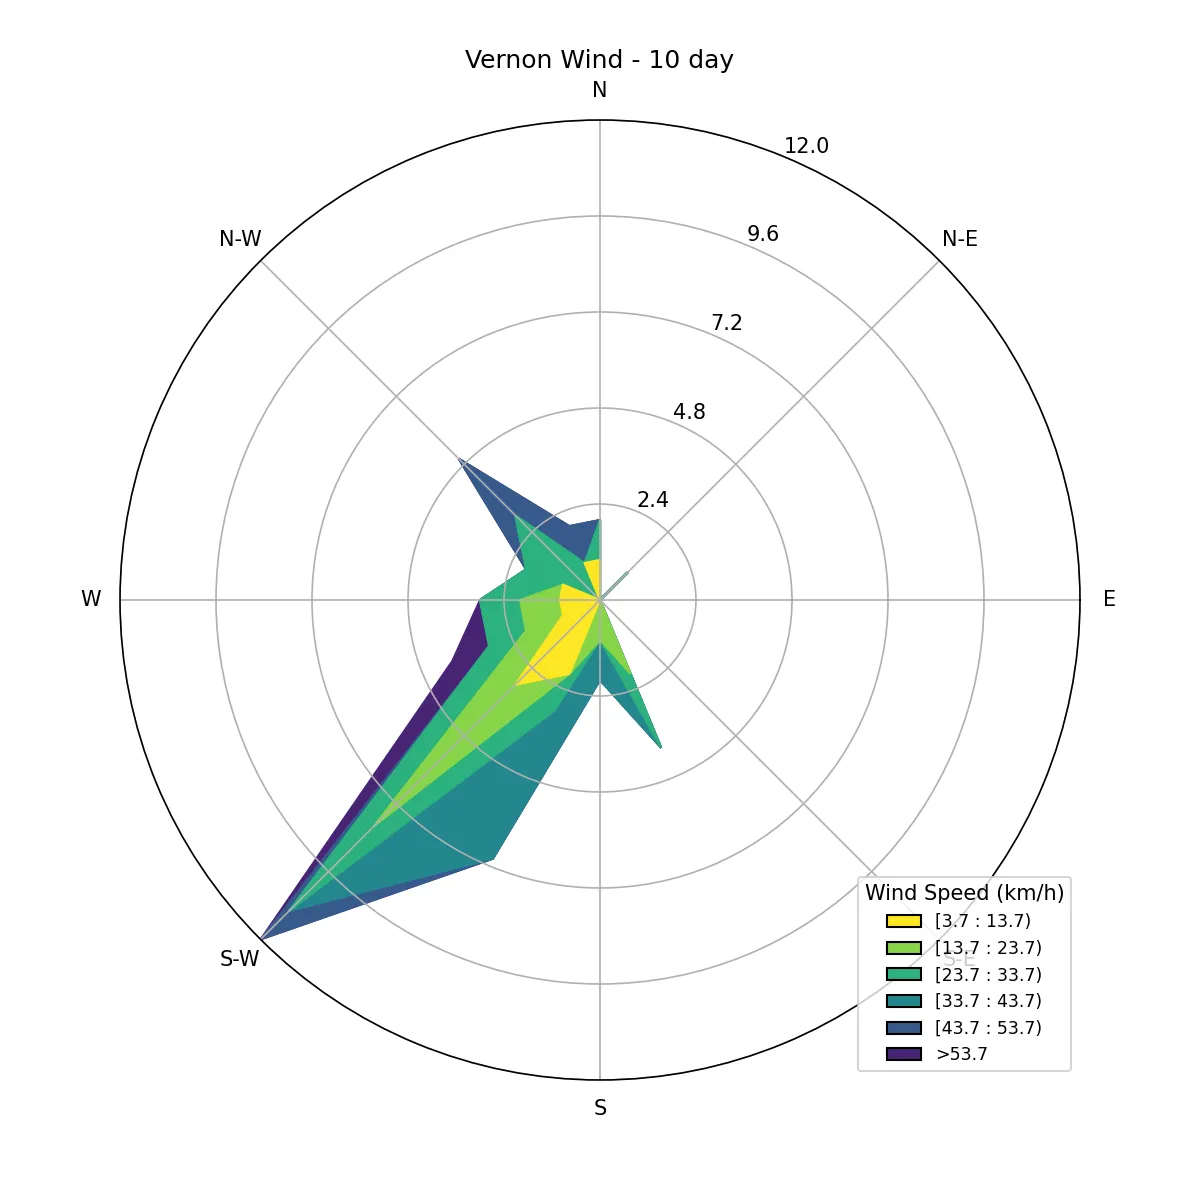 Vernon Wind - 10 day
N
12.0
9.6
N-W
N-E
7.2
4.8
2.4
W
E
S-W
S-E
S
Wind Speed (km/h)
[3.7 : 13.7)
[13.7 : 23.7)
[23.7 : 33.7)
[33.7 : 43.7)
[43.7 : 53.7)
>53.7